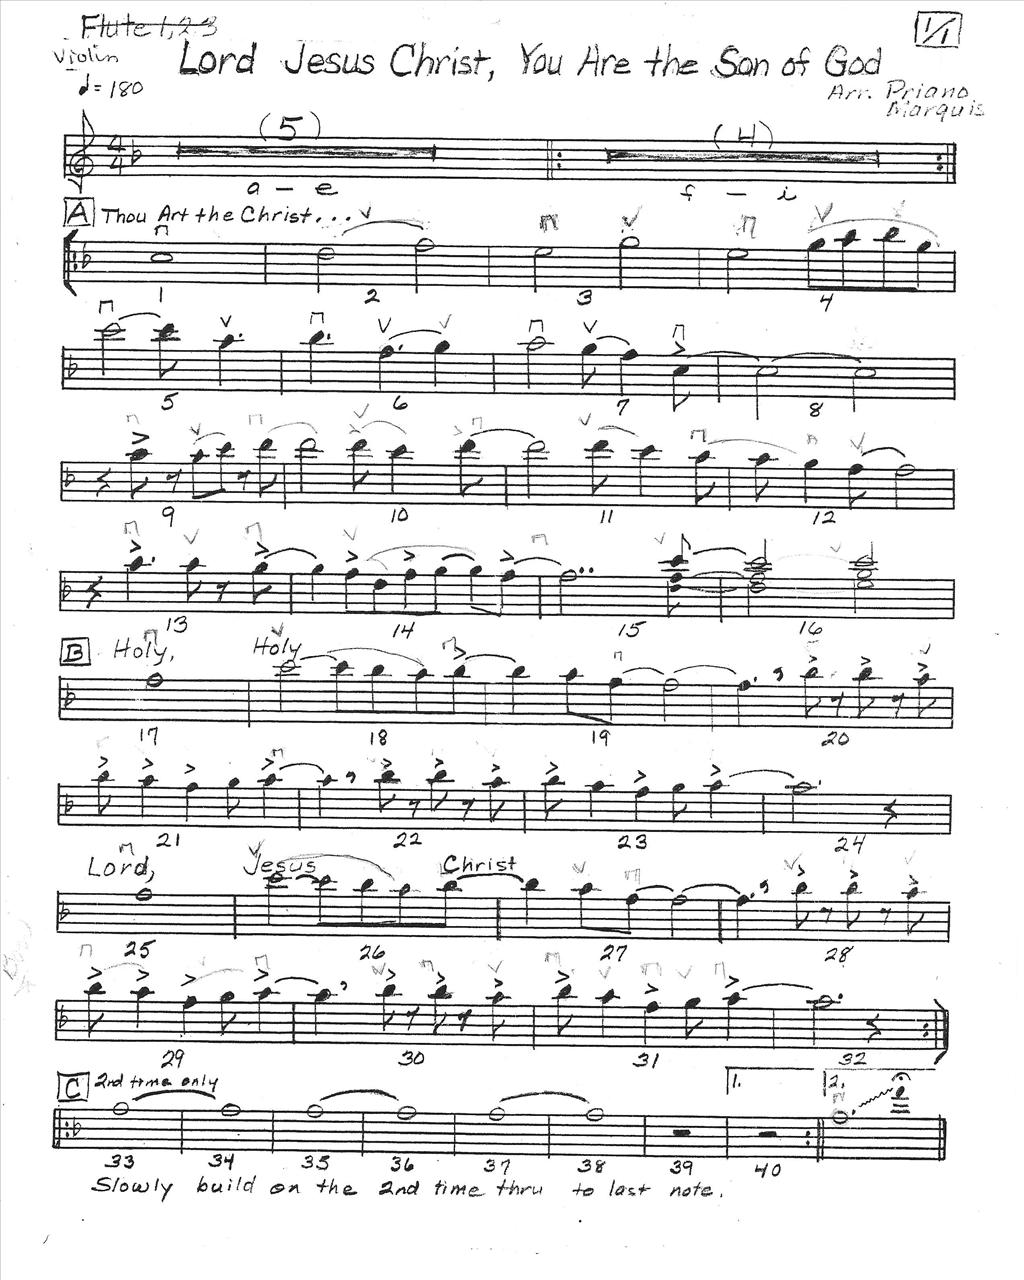 Flute 1, 2 3
1/1
Violin
Lord Jesus Christ, You Are the Son of God
♩= 180
Arr. Priano
Marquis
4
4
(5)
(4)
a - e
f - i
A Thou Art the Christ...
1 2 3 4
5 6 7 8
9 10 11 12
13 14 15 16
B Holy, Holy
17 18 19 20
21 22 23 24
Lord, Jesus Christ
25 26 27 28
29 30 31 32
C 2nd time only 1. 2.
33 34 35 36 37 38 39 40
Slowly build on the 2nd time thru to last note.